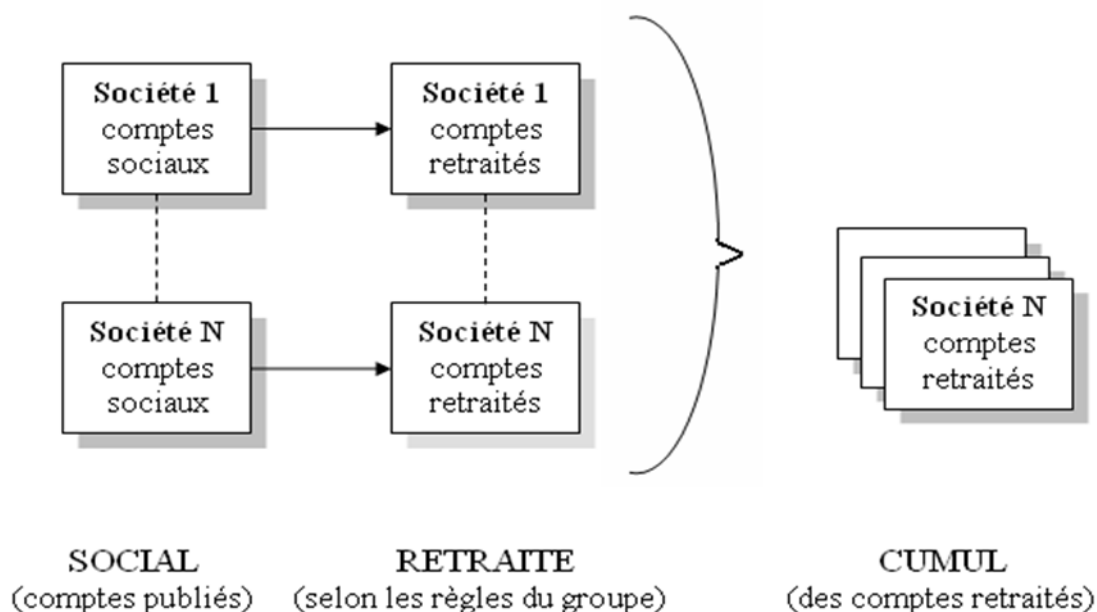 Société 1
comptes
sociaux
Société 1
comptes
retraités
Société N
comptes
sociaux
Société N
comptes
retraités
Société N
comptes
retraités
SOCIAL
(comptes publiés)
RETRAITE
(selon les règles du groupe)
CUMUL
(des comptes retraités)